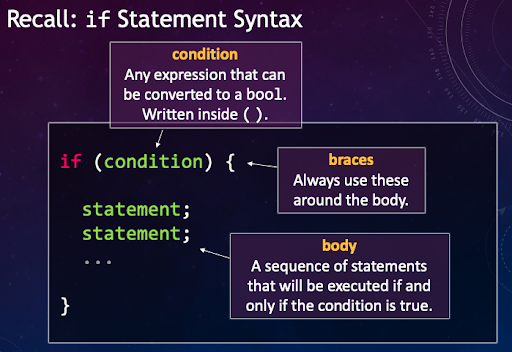 Recall: if Statement Syntax
condition
Any expression that can
be converted to a bool.
Written inside ( ).
if (condition) {
braces
Always use these
around the body.
statement;
statement;
...
body
A sequence of statements
that will be executed if and
only if the condition is true.
}